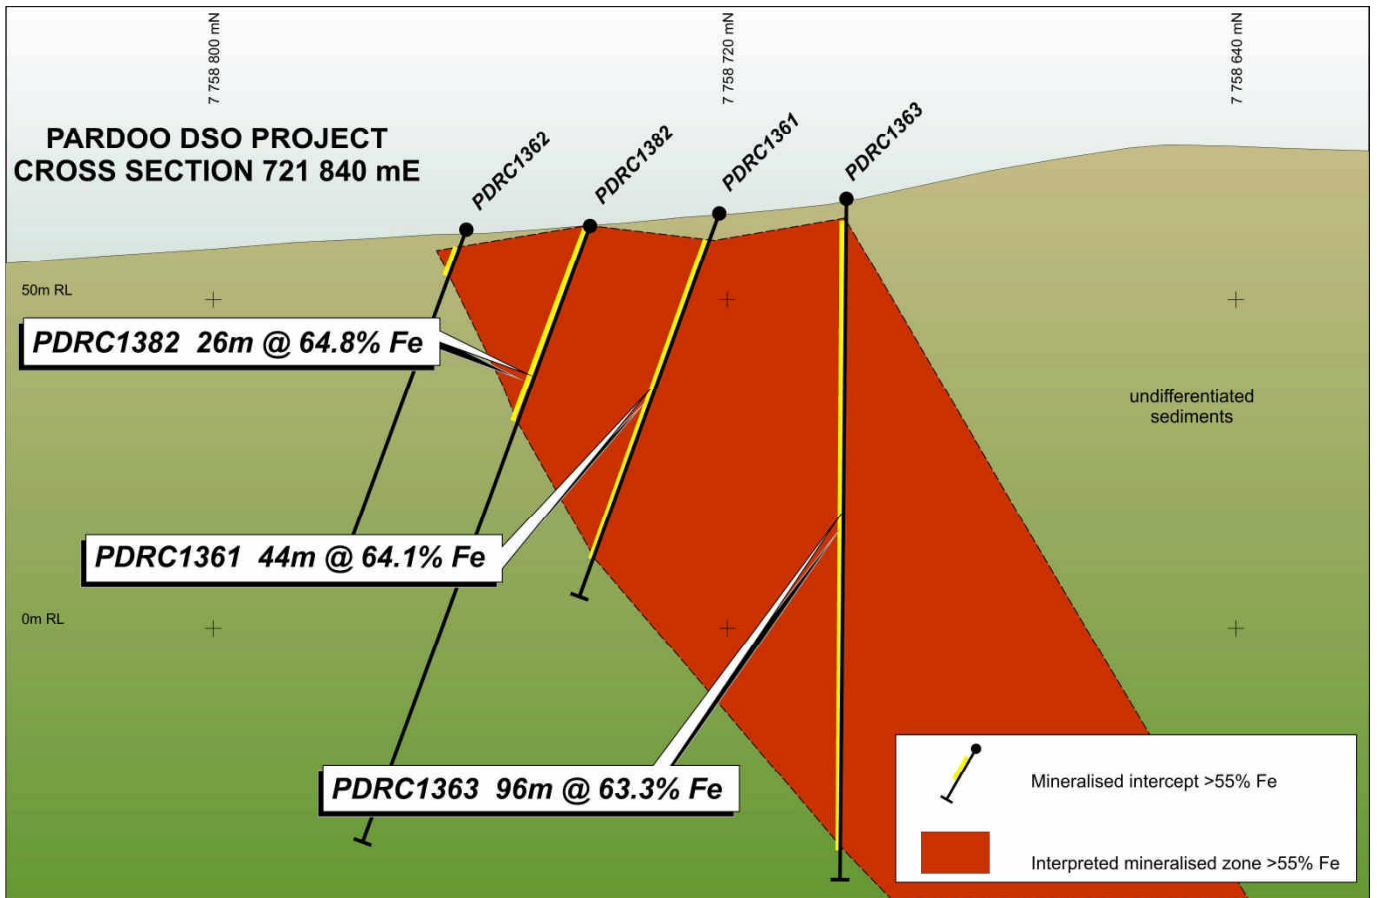 7 758 800 mN
7 758 720 mN
7 758 640 mN
PARDOO DSO PROJECT
CROSS SECTION 721 840 mE
PDRC1362
PDRC1382
PDRC1361
PDRC1363
50m RL
PDRC1382 26m @ 64.8% Fe
undifferentiated
sediments
PDRC1361 44m @ 64.1% Fe
0m RL
PDRC1363 96m @ 63.3% Fe
Mineralised intercept >55% Fe
Interpreted mineralised zone >55% Fe